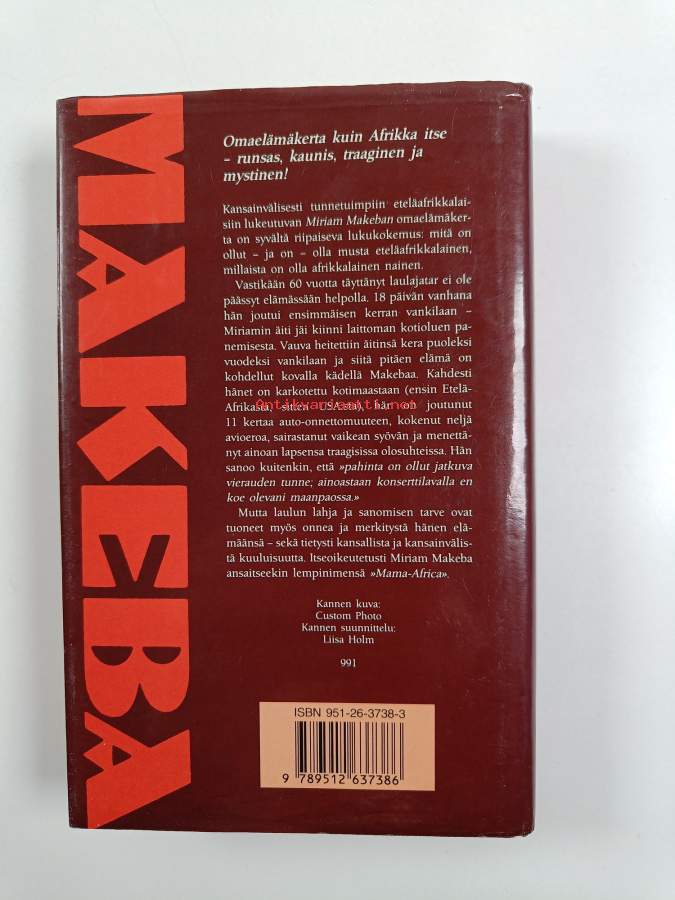 MAKEBA
Omaelämäkerta kuin Afrikka itse
– runsas, kaunis, traaginen ja
mystinen!
Kansainvälisesti tunnetuimpiin eteläafrikkalai-
siin lukeutuvan Miriam Makeban omaelämäker-
ta on syvältä riipaiseva lukukokemus: mitä on
ollut – ja on – olla musta eteläafrikkalainen,
millaista on olla afrikkalainen nainen.
Vastikään 60 vuotta täyttänyt laulajatar ei ole
päässyt elämässään helpolla. 18 päivän vanhana
hän joutui ensimmäisen kerran vankilaan –
Miriamin äiti jäi kiinni laittoman kotioluen pa-
nemisesta. Vauva heitettiin äitinsä kera puoleksi
vuodeksi vankilaan ja siitä pitäen elämä on
kohdellut kovalla kädellä Makebaa. Kahdesti
hänet on karkotettu kotimaastaan (ensin Etelä-
Afrikasta, sitten USAsta), hän on joutunut
11 kertaa auto-onnettomuuteen, kokenut neljä
avioeroa, sairastanut vaikean syövän ja menettä-
nyt ainoan lapsensa traagisissa olosuhteissa. Hän
sanoo kuitenkin, että »pahinta on ollut jatkuva
vierauden tunne; ainoastaan konserttilavalla en
koe olevani maanpaossa.»
Mutta laulun lahja ja sanomisen tarve ovat
tuoneet myös onnea ja merkitystä hänen elä-
määnsä – sekä tietysti kansallista ja kansainvälis-
tä kuuluisuutta. Itseoikeutetusti Miriam Makeba
ansaitseekin lempinimensä »Mama-Africa».
Kannen kuva:
Custom Photo
Kannen suunnittelu:
Liisa Holm
991
ISBN 951-26-3738-3
9 789512 637386